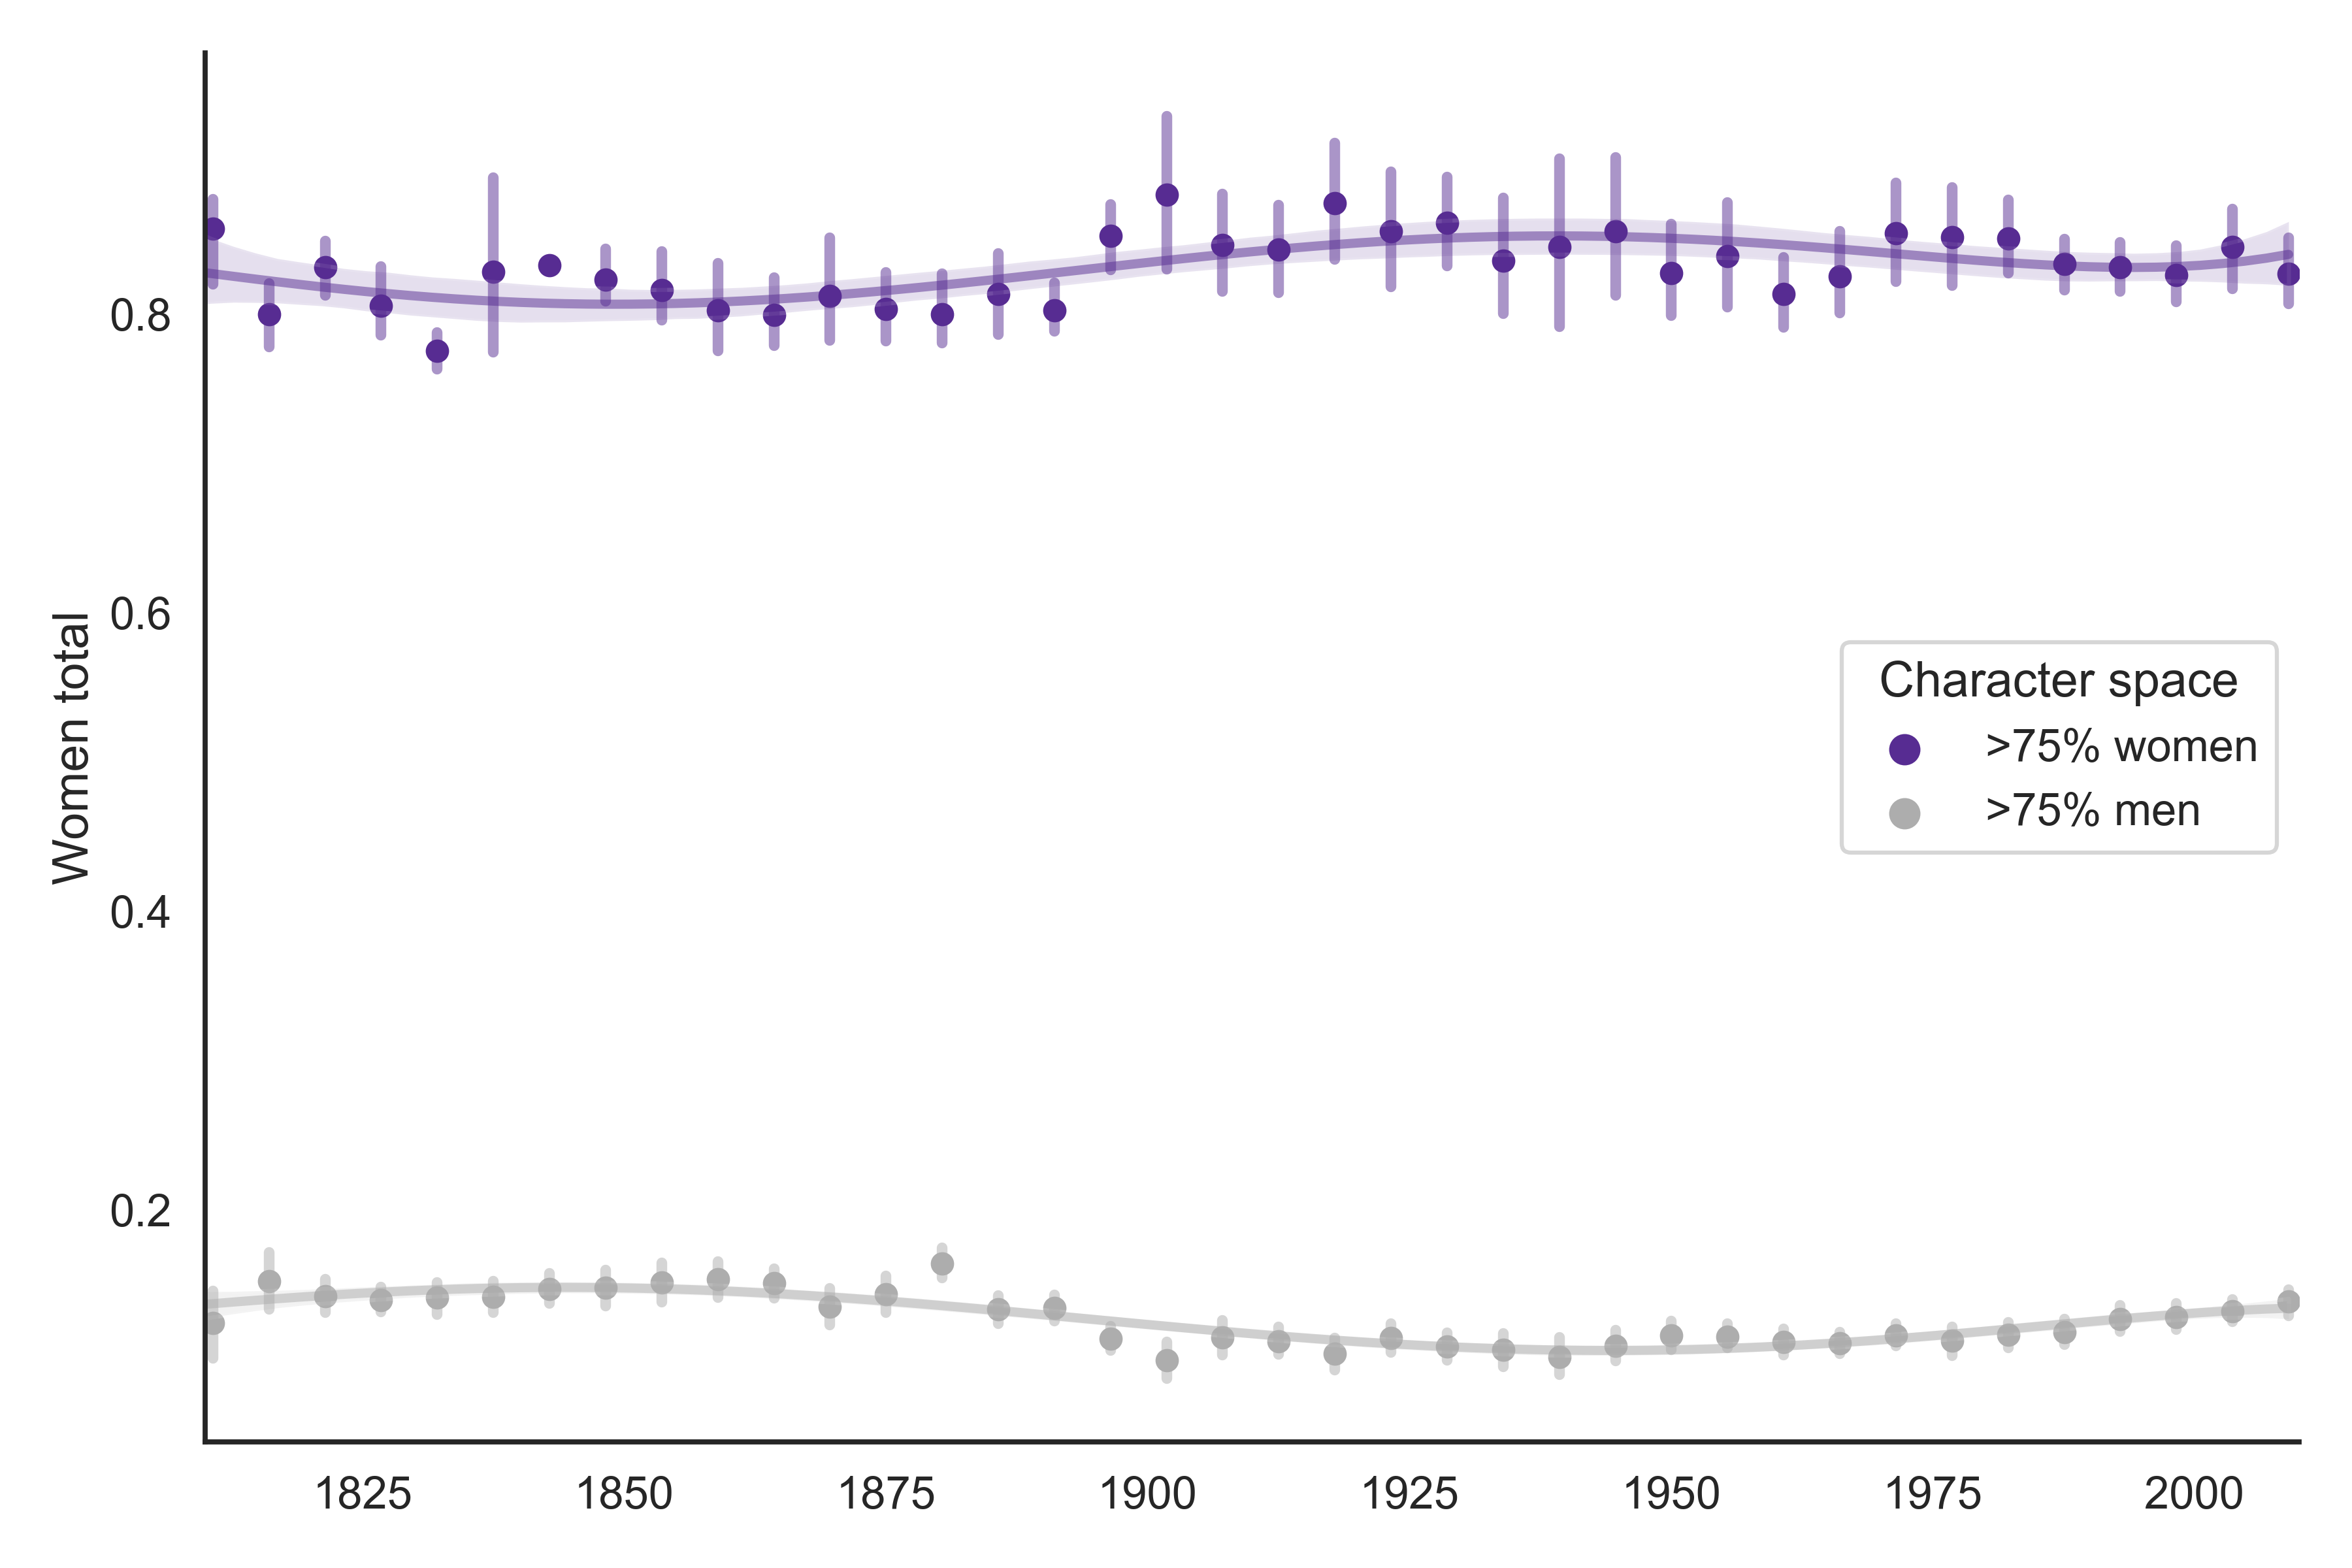 Women total
0.8
0.6
0.4
0.2
Character space
>75% women
>75% men
1825 1850 1875 1900 1925 1950 1975 2000